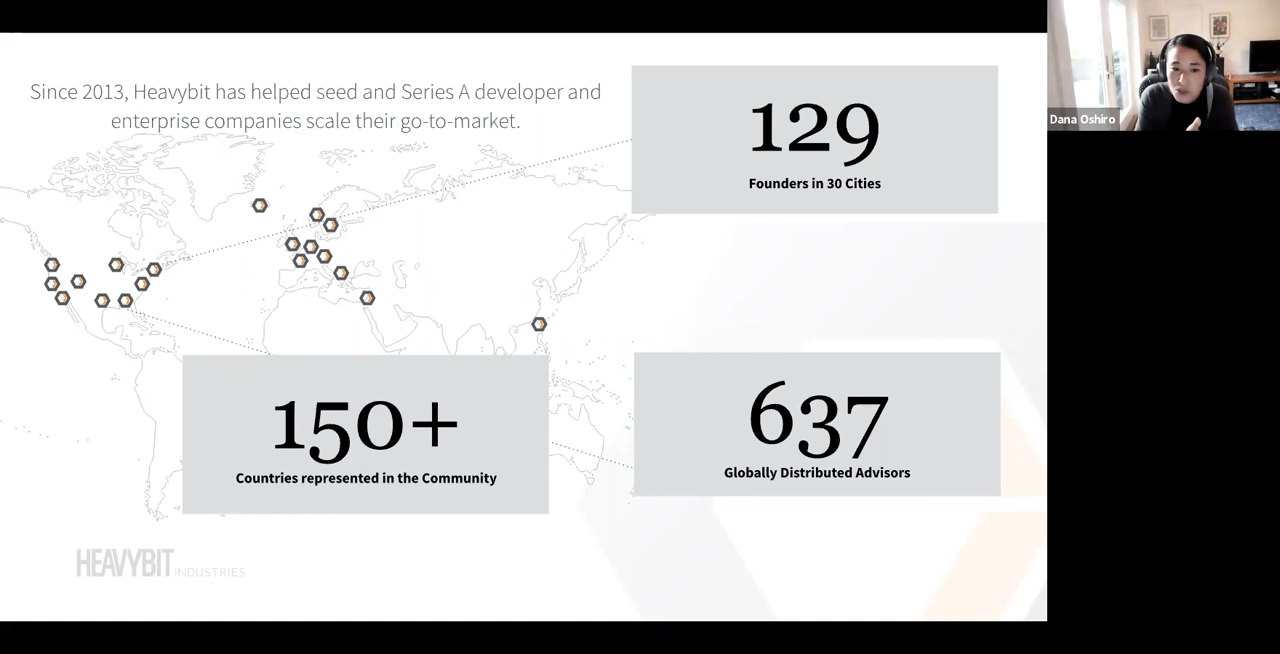 Since 2013, Heavybit has helped seed and Series A developer and
enterprise companies scale their go-to-market.
129
Founders in 30 Cities
150+
Countries represented in the Community
637
Globally Distributed Advisors
HEAVYBIT INDUSTRIES
Dana Oshiro